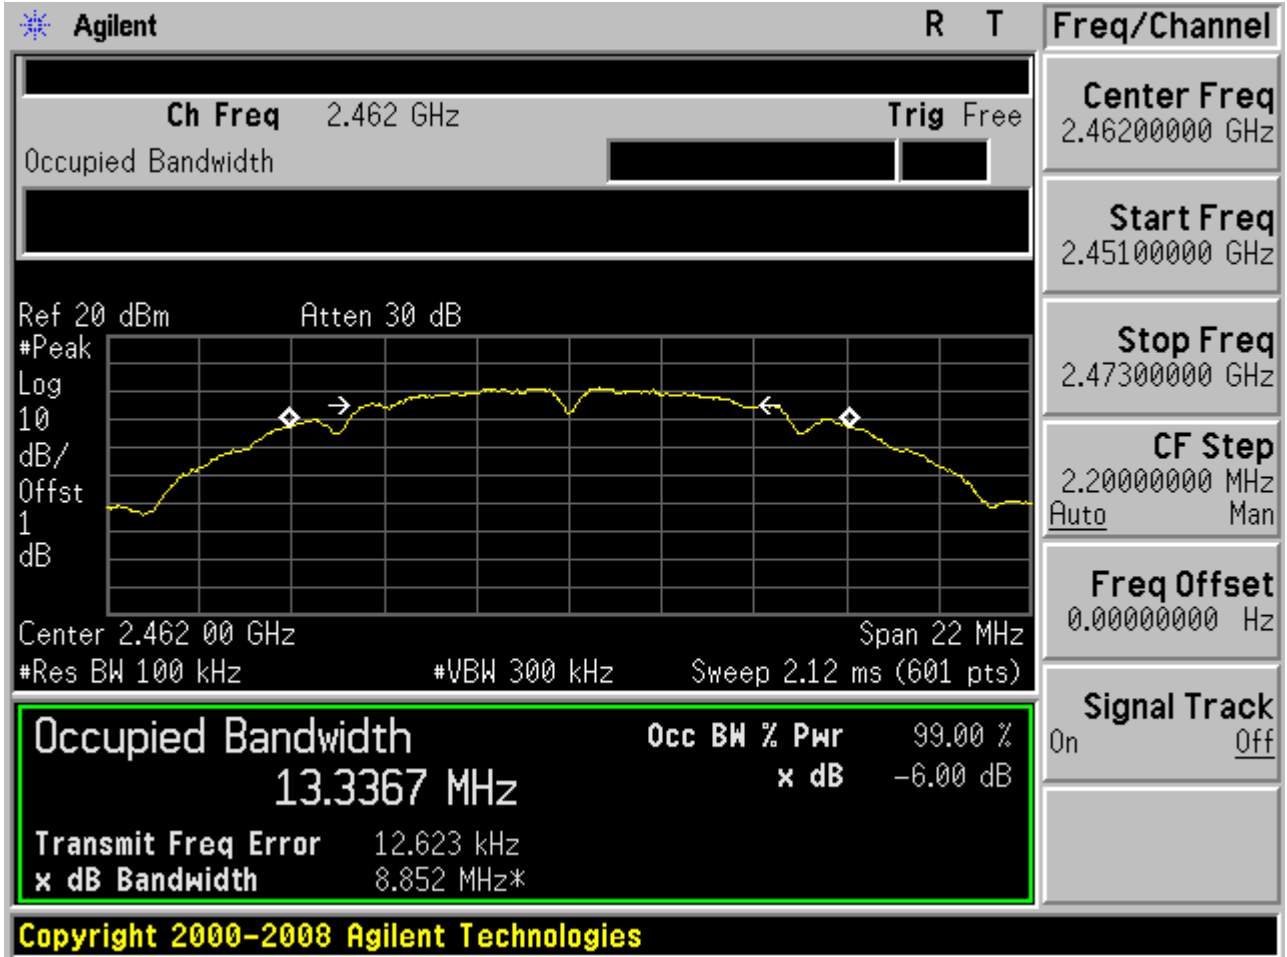 Agilent R T Freq/Channel
Ch Freq 2.462 GHz Trig Free
Occupied Bandwidth
Center Freq
2.46200000 GHz
Start Freq
2.45100000 GHz
Stop Freq
2.47300000 GHz
CF Step
2.20000000 MHz
Auto Man
Freq Offset
0.00000000 Hz
Signal Track
On Off
Ref 20 dBm Atten 30 dB
#Peak
Log
10
dB/
Offst
1
dB
Center 2.462 00 GHz Span 22 MHz
#Res BW 100 kHz #VBW 300 kHz Sweep 2.12 ms (601 pts)
Occupied Bandwidth Occ BW % Pwr 99.00 %
13.3367 MHz x dB -6.00 dB
Transmit Freq Error 12.623 kHz
x dB Bandwidth 8.852 MHz*
Copyright 2000-2008 Agilent Technologies